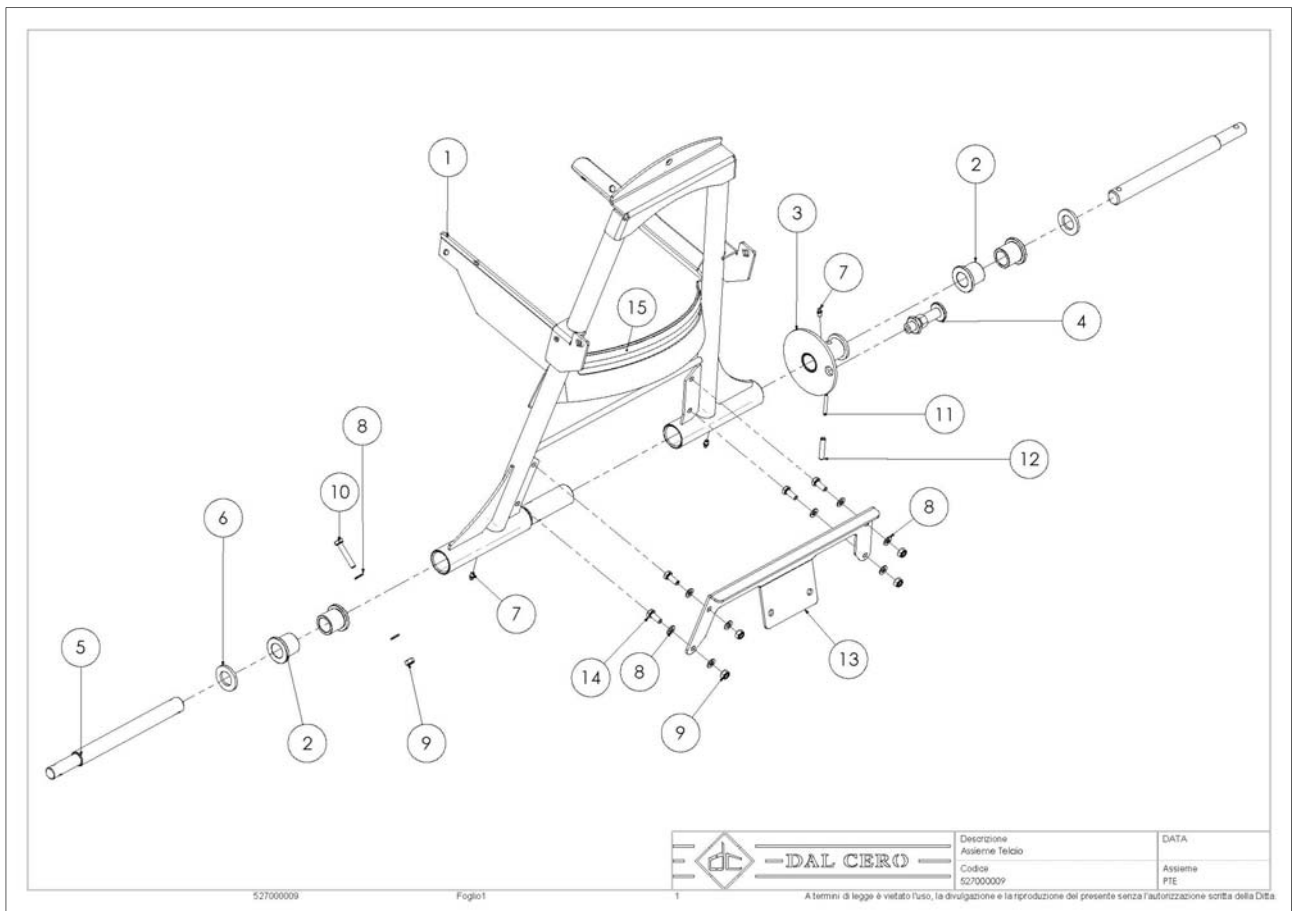 1
2
3
7
15
4
8
11
10
12
6
8
7
5
14
8
13
2
9
9
DAL CERO
Descrizione
Assieme Telaio
DATA
Codice
527000009
Assieme
PTE
527000009 Foglio1 1 A termini di legge è vietato l'uso, la divulgazione e la riproduzione del presente senza l'autorizzazione scritta della Ditta.